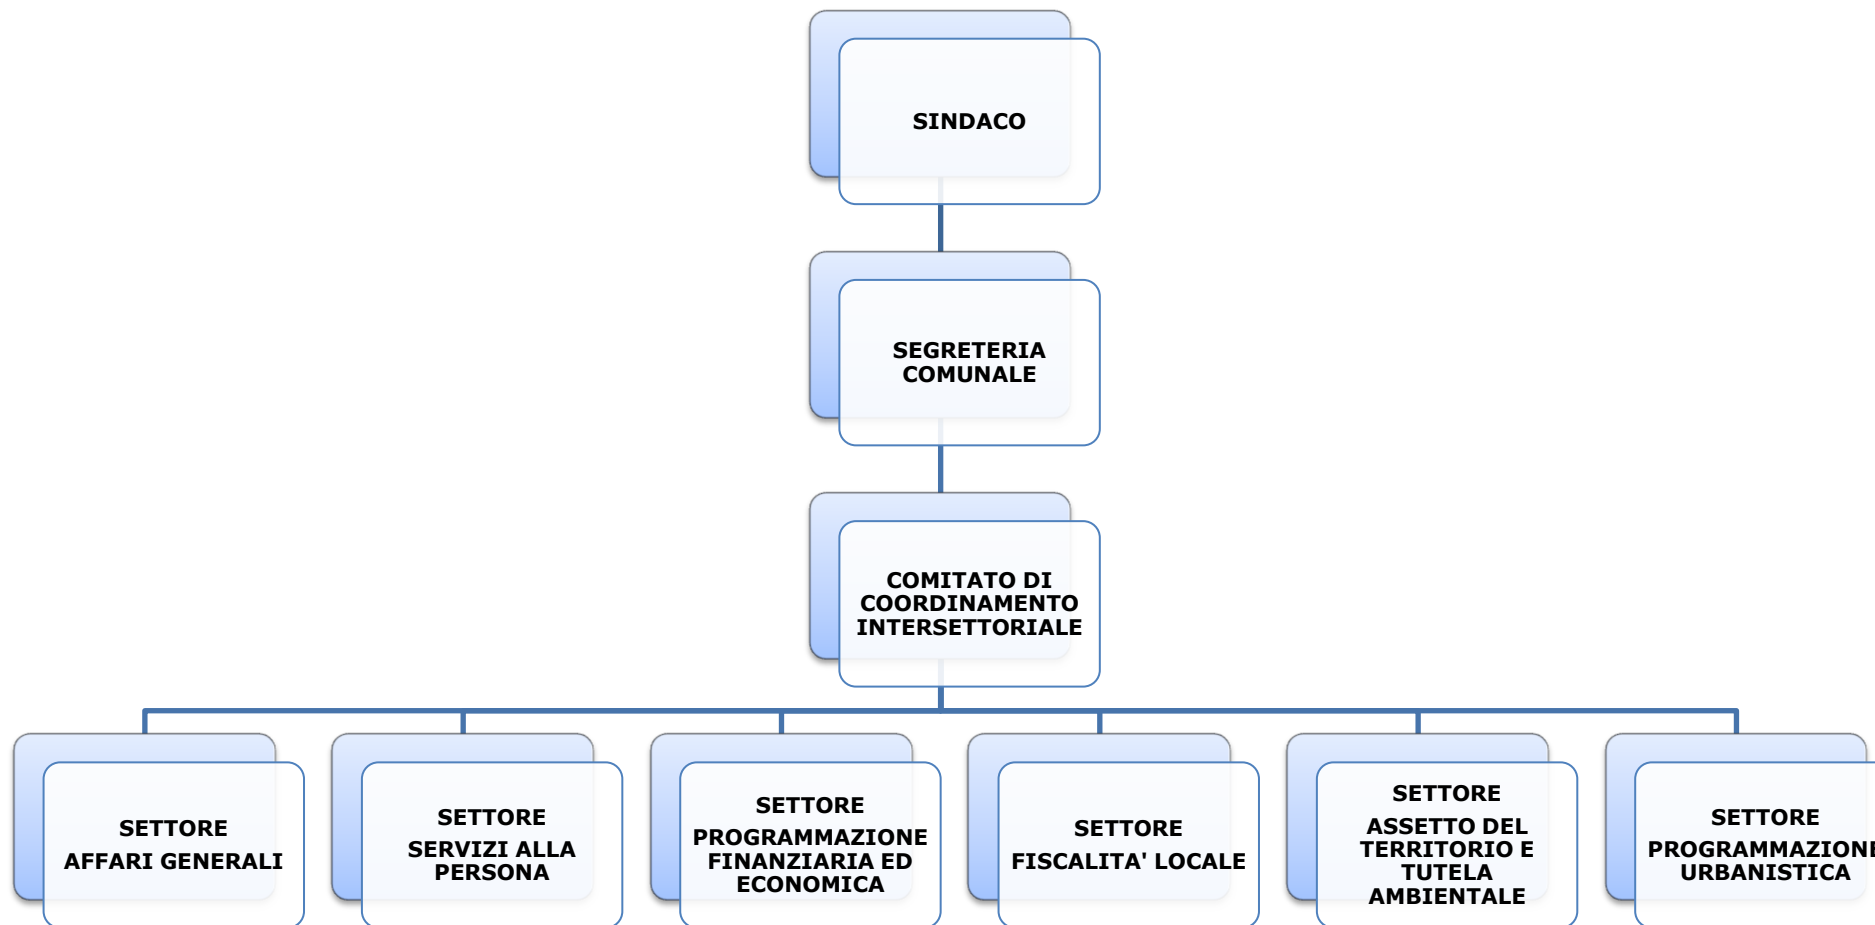 SINDACO
SEGRETERIA
COMUNALE
COMITATO DI
COORDINAMENTO
INTERSETTORIALE
SETTORE
AFFARI GENERALI
SETTORE
SERVIZI ALLA
PERSONA
SETTORE
PROGRAMMAZIONE
FINANZIARIA ED
ECONOMICA
SETTORE
FISCALITA' LOCALE
SETTORE
ASSETTO DEL
TERRITORIO E
TUTELA
AMBIENTALE
SETTORE
PROGRAMMAZIONE
URBANISTICA